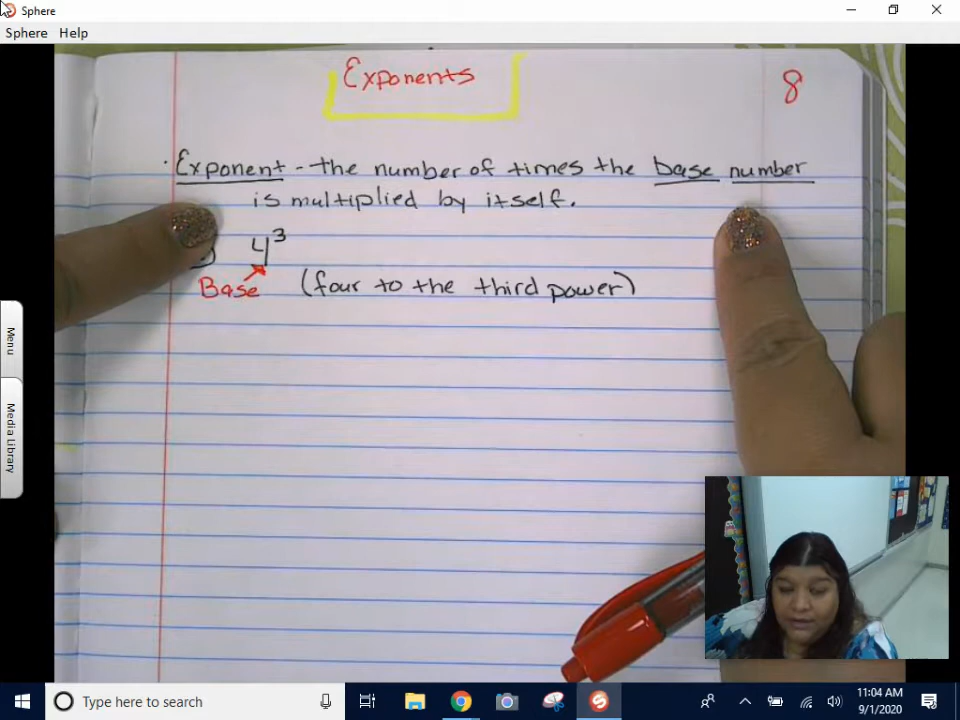 Sphere
Sphere Help
Exponents
8
Exponent - the number of times the base number
is multiplied by itself.
4³
Base (four to the third power)
Menu
Media Library
Type here to search
11:04 AM
9/1/2020